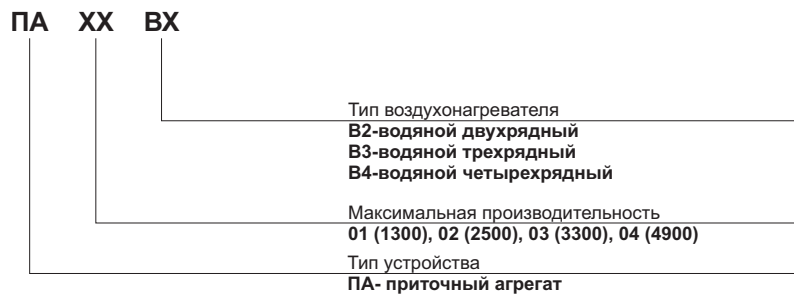 ПА ХХ ВХ
Тип воздухонагревателя
В2-водяной двухрядный
В3-водяной трехрядный
В4-водяной четырехрядный
Максимальная производительность
01 (1300), 02 (2500), 03 (3300), 04 (4900)
Тип устройства
ПА- приточный агрегат